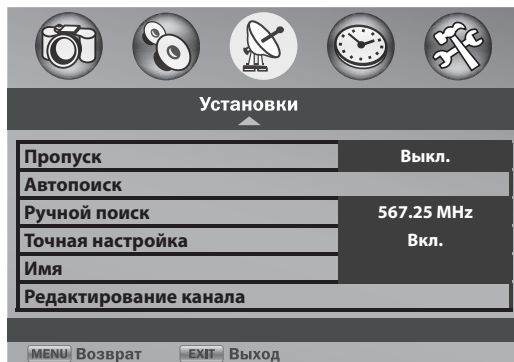 Установки
Пропуск Выкл.
Автопоиск
Ручной поиск 567.25 MHz
Точная настройка Вкл.
Имя
Редактирование канала
MENU Возврат EXIT Выход